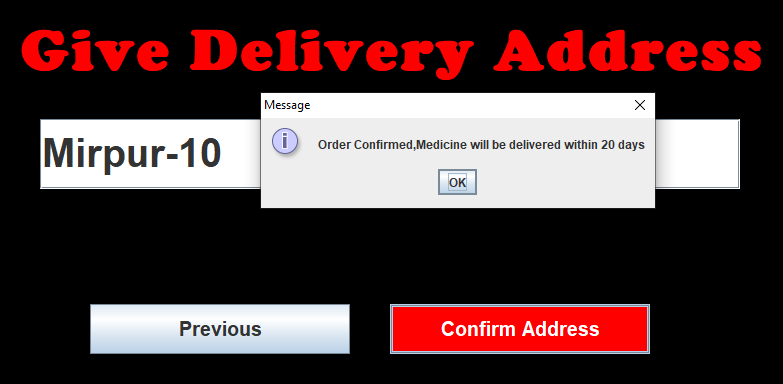 Give Delivery Address
Message
Order Confirmed,Medicine will be delivered within 20 days
Mirpur-10
OK
Previous
Confirm Address